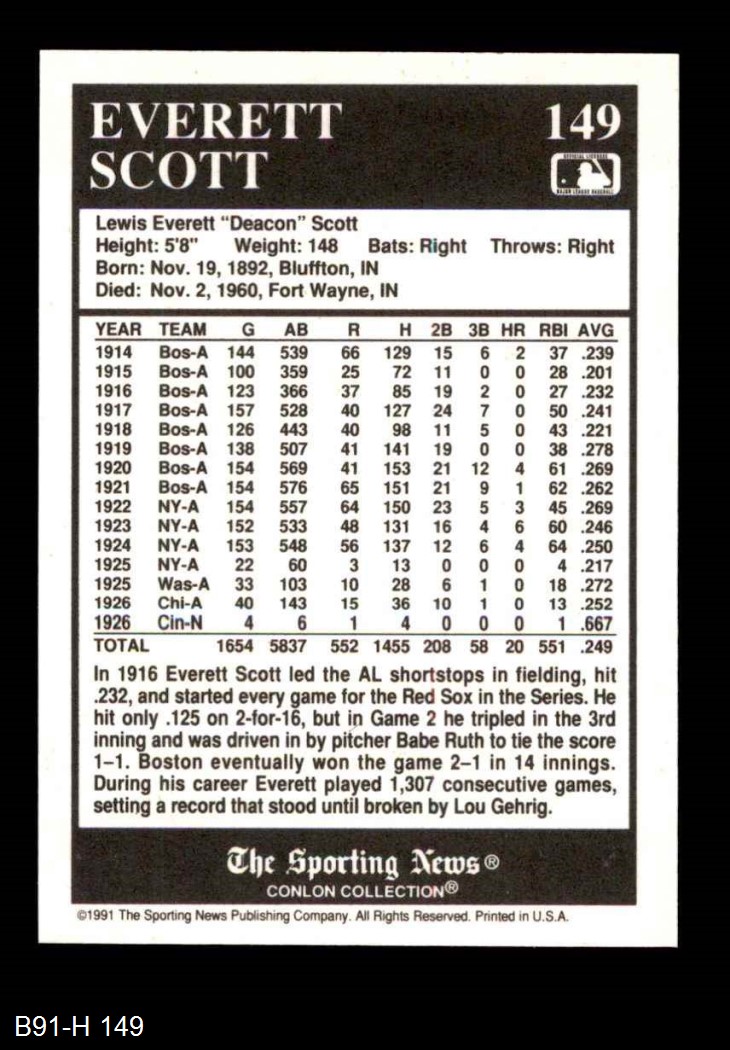 EVERETT 149
SCOTT
OFFICIAL LICENSEE
MAJOR LEAGUE BASEBALL
Lewis Everett “Deacon” Scott
Height: 5'8" Weight: 148 Bats: Right Throws: Right
Born: Nov. 19, 1892, Bluffton, IN
Died: Nov. 2, 1960, Fort Wayne, IN
YEAR TEAM G AB R H 2B 3B HR RBI AVG
1914 Bos-A 144 539 66 129 15 6 2 37 .239
1915 Bos-A 100 359 25 72 11 0 0 28 .201
1916 Bos-A 123 366 37 85 19 2 0 27 .232
1917 Bos-A 157 528 40 127 24 7 0 50 .241
1918 Bos-A 126 443 40 98 11 5 0 43 .221
1919 Bos-A 138 507 41 141 19 0 0 38 .278
1920 Bos-A 154 569 41 153 21 12 4 61 .269
1921 Bos-A 154 576 65 151 21 9 1 62 .262
1922 NY-A 154 557 64 150 23 5 3 45 .269
1923 NY-A 152 533 48 131 16 4 6 60 .246
1924 NY-A 153 548 56 137 12 6 4 64 .250
1925 NY-A 22 60 3 13 0 0 0 4 .217
1925 Was-A 33 103 10 28 6 1 0 18 .272
1926 Chi-A 40 143 15 36 10 1 0 13 .252
1926 Cin-N 4 6 1 4 0 0 0 1 .667
TOTAL 1654 5837 552 1455 208 58 20 551 .249
In 1916 Everett Scott led the AL shortstops in fielding, hit
.232, and started every game for the Red Sox in the Series. He
hit only .125 on 2-for-16, but in Game 2 he tripled in the 3rd
inning and was driven in by pitcher Babe Ruth to tie the score
1–1. Boston eventually won the game 2–1 in 14 innings.
During his career Everett played 1,307 consecutive games,
setting a record that stood until broken by Lou Gehrig.
The Sporting News®
CONLON COLLECTION®
©1991 The Sporting News Publishing Company. All Rights Reserved. Printed in U.S.A.
B91-H 149